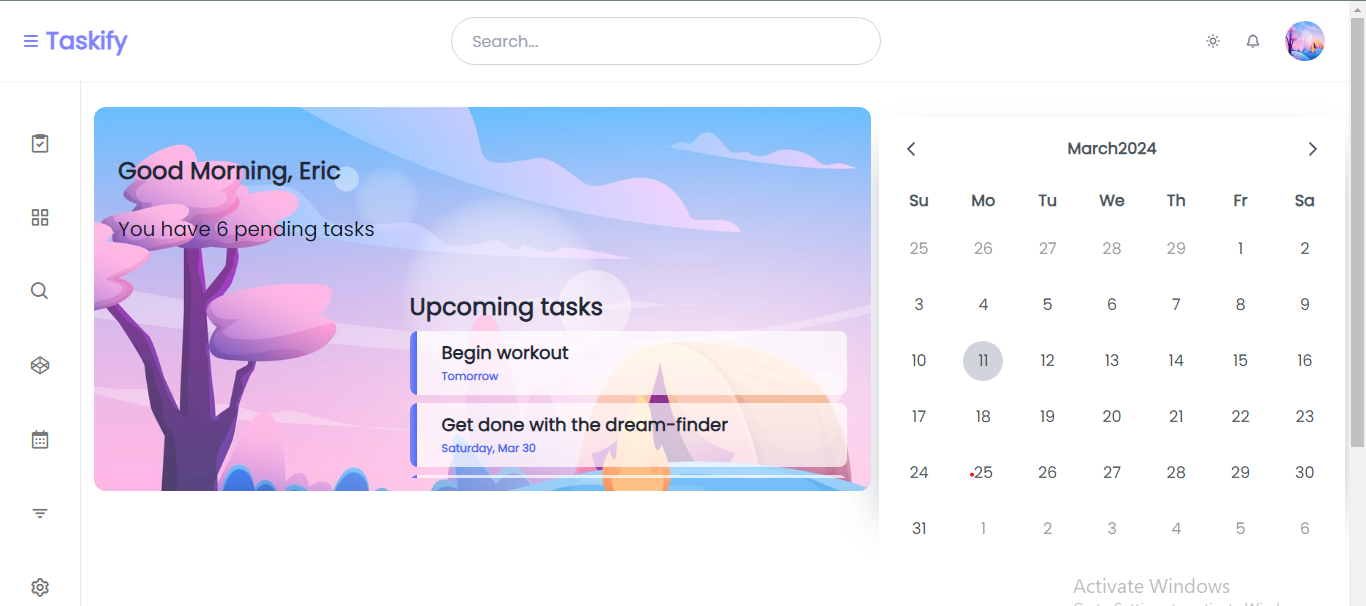 Taskify
Search...
Good Morning, Eric
You have 6 pending tasks
Upcoming tasks
Begin workout
Tomorrow
Get done with the dream-finder
Saturday, Mar 30
March2024
Su Mo Tu We Th Fr Sa
25 26 27 28 29 1 2
3 4 5 6 7 8 9
10 11 12 13 14 15 16
17 18 19 20 21 22 23
24 25 26 27 28 29 30
31 1 2 3 4 5 6
Activate Windows